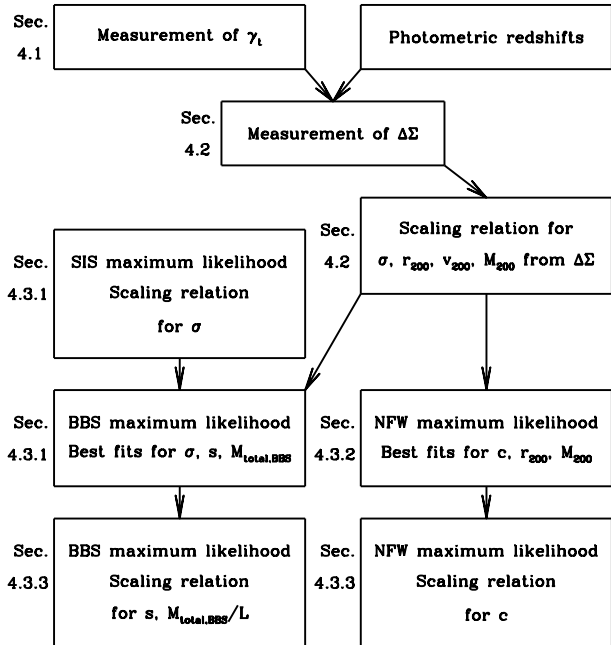 Sec.
4.1
Measurement of γt
Photometric redshifts
Sec.
4.2
Measurement of ΔΣ
Sec.
4.2
Scaling relation for
σ, r200, v200, M200 from ΔΣ
Sec.
4.3.1
SIS maximum likelihood
Scaling relation
for σ
Sec.
4.3.1
BBS maximum likelihood
Best fits for σ, s, Mtotal,BBS
Sec.
4.3.2
NFW maximum likelihood
Best fits for c, r200, M200
Sec.
4.3.3
BBS maximum likelihood
Scaling relation
for s, Mtotal,BBS/L
Sec.
4.3.3
NFW maximum likelihood
Scaling relation
for c